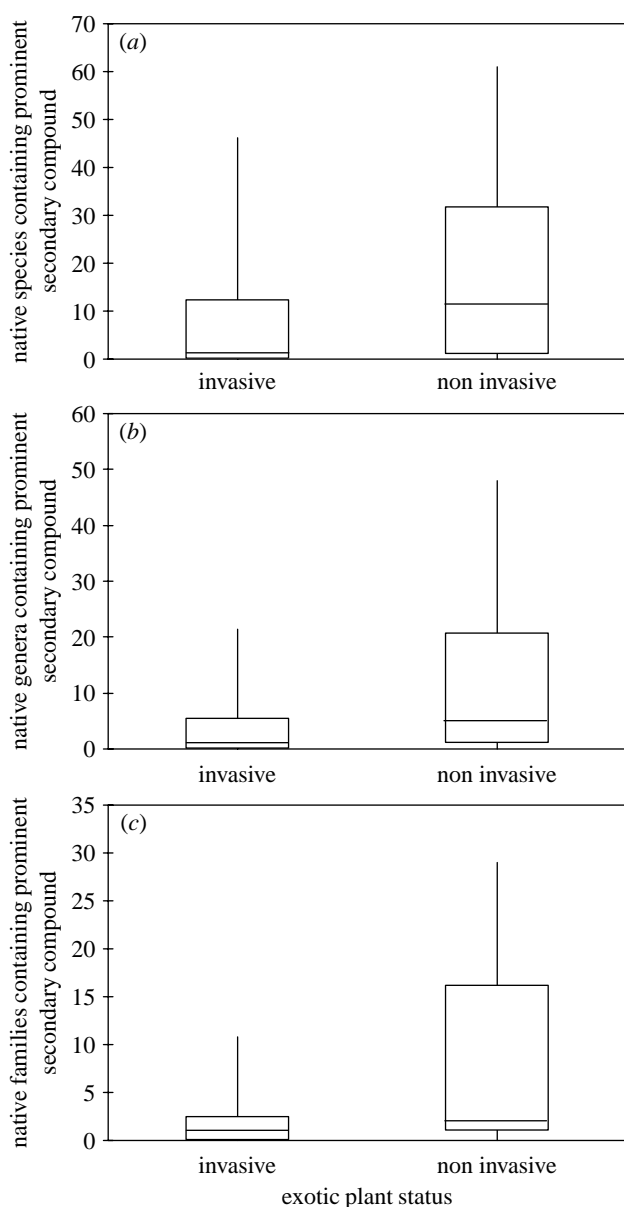 (a)
native species containing prominent
secondary compound
70
60
50
40
30
20
10
0
invasive
non invasive
(b)
native genera containing prominent
secondary compound
60
50
40
30
20
10
0
invasive
non invasive
(c)
native families containing prominent
secondary compound
35
30
25
20
15
10
5
0
invasive
non invasive
exotic plant status